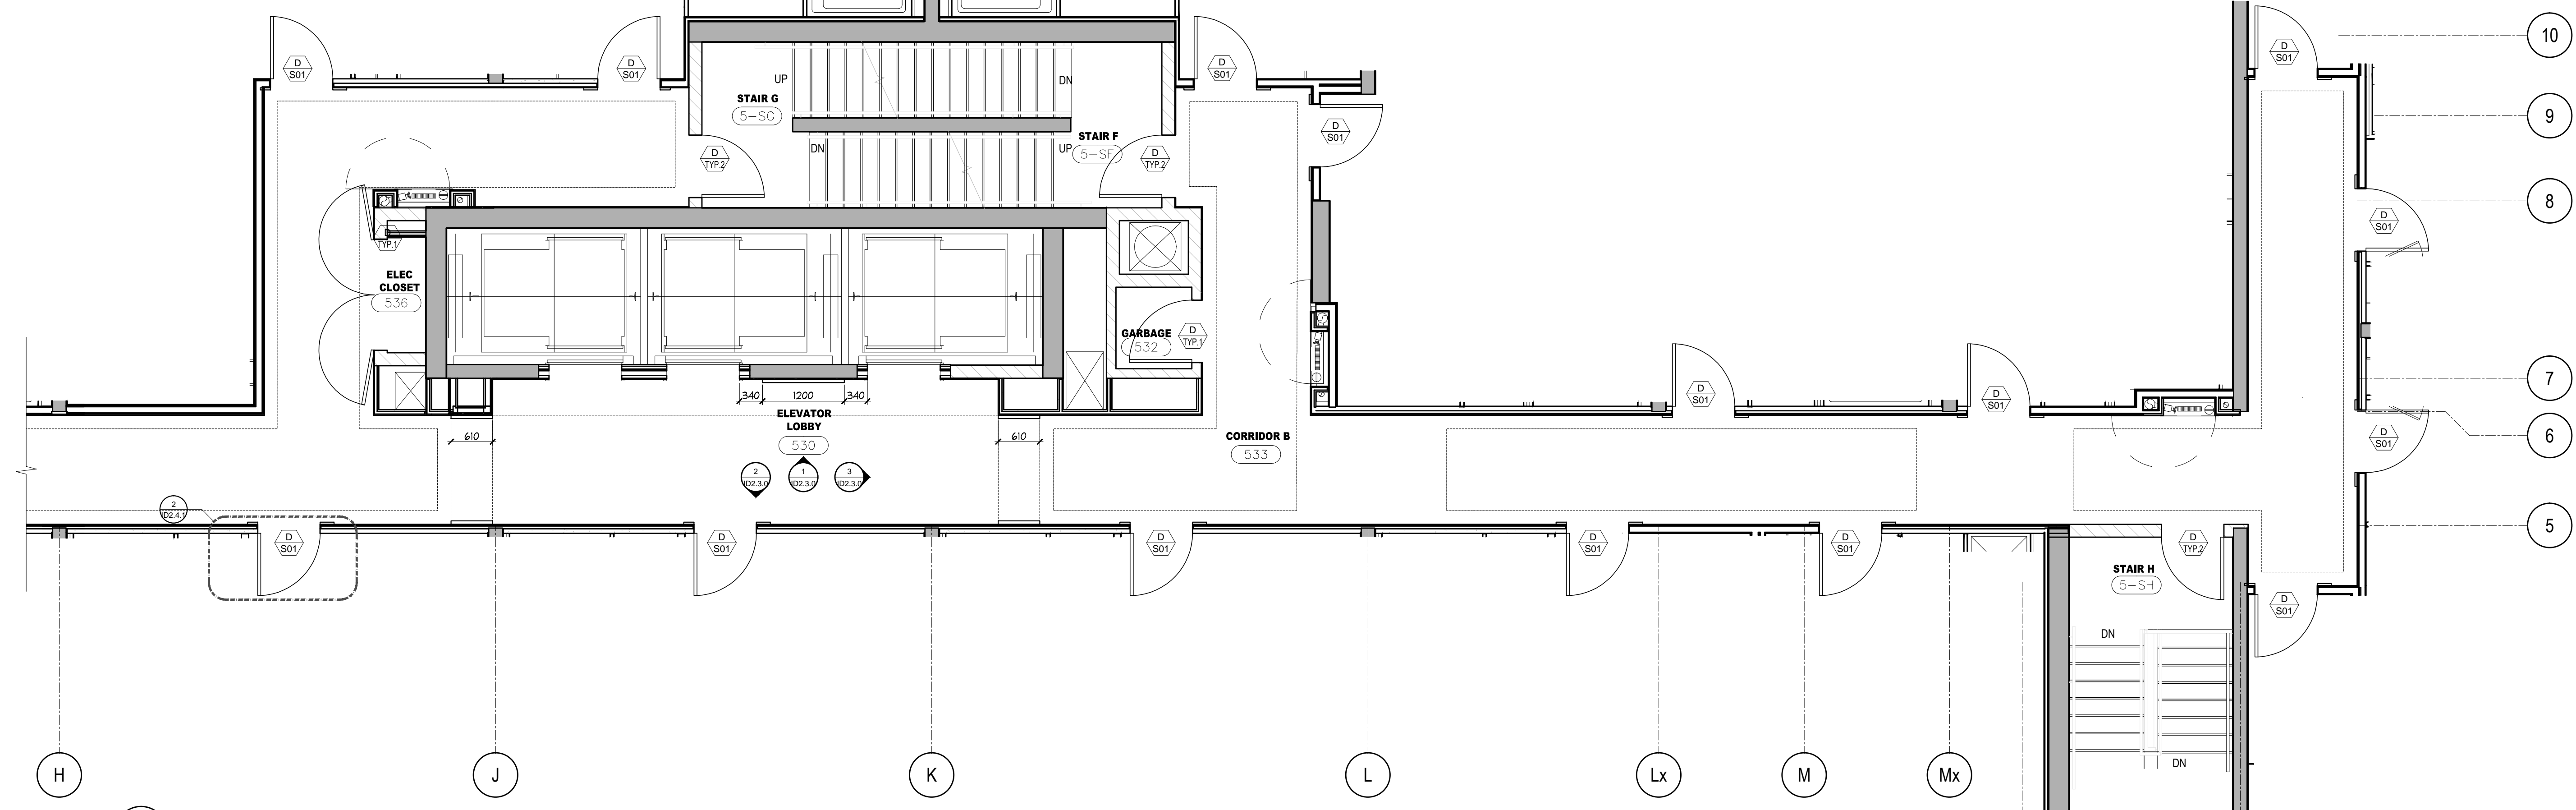 D
S01
D
S01
D
S01
D
S01
10
UP
DN
STAIR G
5-SG
9
D
S01
STAIR F
DN
UP
5-SF
D
TYP.2
D
TYP.2
8
D
S01
TYP.1
ELEC
CLOSET
536
GARBAGE
532
D
TYP.1
7
340
1200
340
D
S01
D
S01
ELEVATOR
LOBBY
530
610
610
CORRIDOR B
533
D
S01
6
2
ID2.3.0
1
ID2.3.0
3
ID2.3.0
2
ID2.4.1
5
D
S01
D
S01
D
S01
D
S01
D
S01
D
TYP.2
STAIR H
5-SH
D
S01
DN
DN
H
J
K
L
Lx
M
Mx